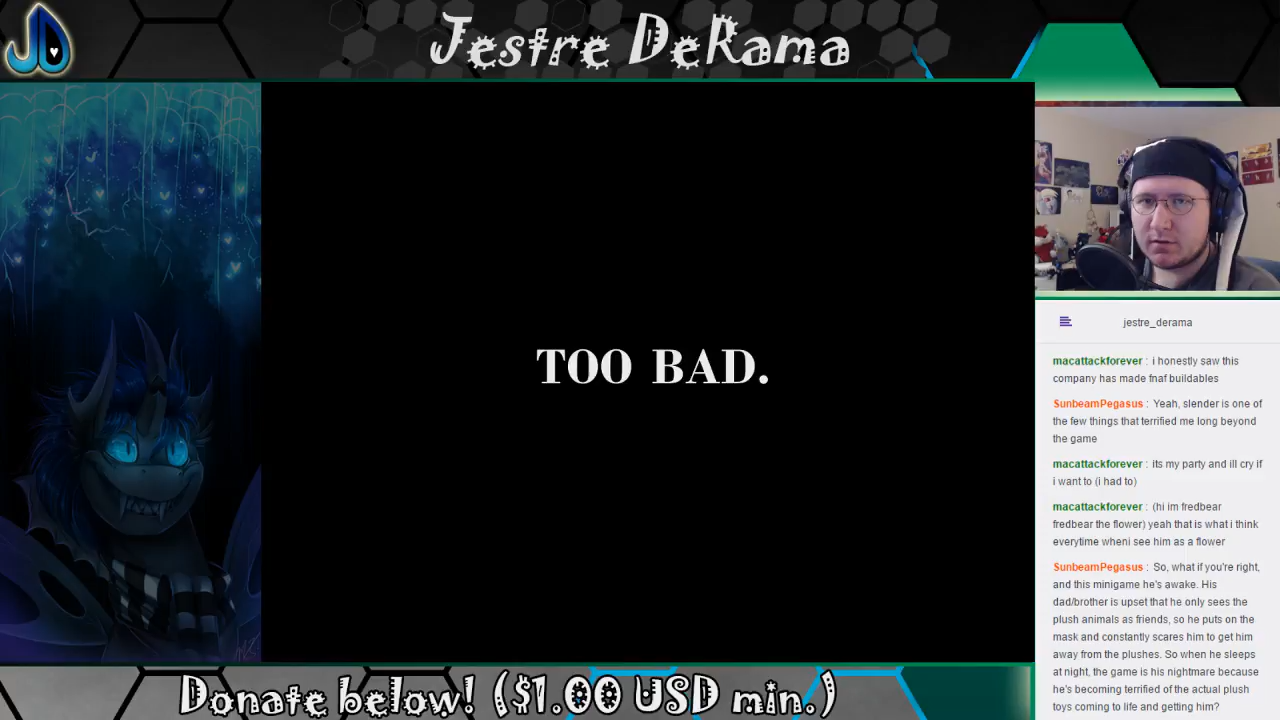 JD
Jestre DeRama
TOO BAD.
jestre_derama
macattackforever : i honestly saw this
company has made fnaf buildables
SunbeamPegasus : Yeah, slender is one of
the few things that terrified me long beyond
the game
macattackforever : its my party and ill cry if
i want to (i had to)
macattackforever : (hi im fredbear
fredbear the flower) yeah that is what i think
everytime wheni see him as a flower
SunbeamPegasus : So, what if you're right,
and this minigame he's awake. His
dad/brother is upset that he only sees the
plush animals as friends, so he puts on the
mask and constantly scares him to get him
away from the plushes. So when he sleeps
at night, the game is his nightmare because
he's becoming terrified of the actual plush
toys coming to life and getting him?
Donate below! ($1.00 USD min.)